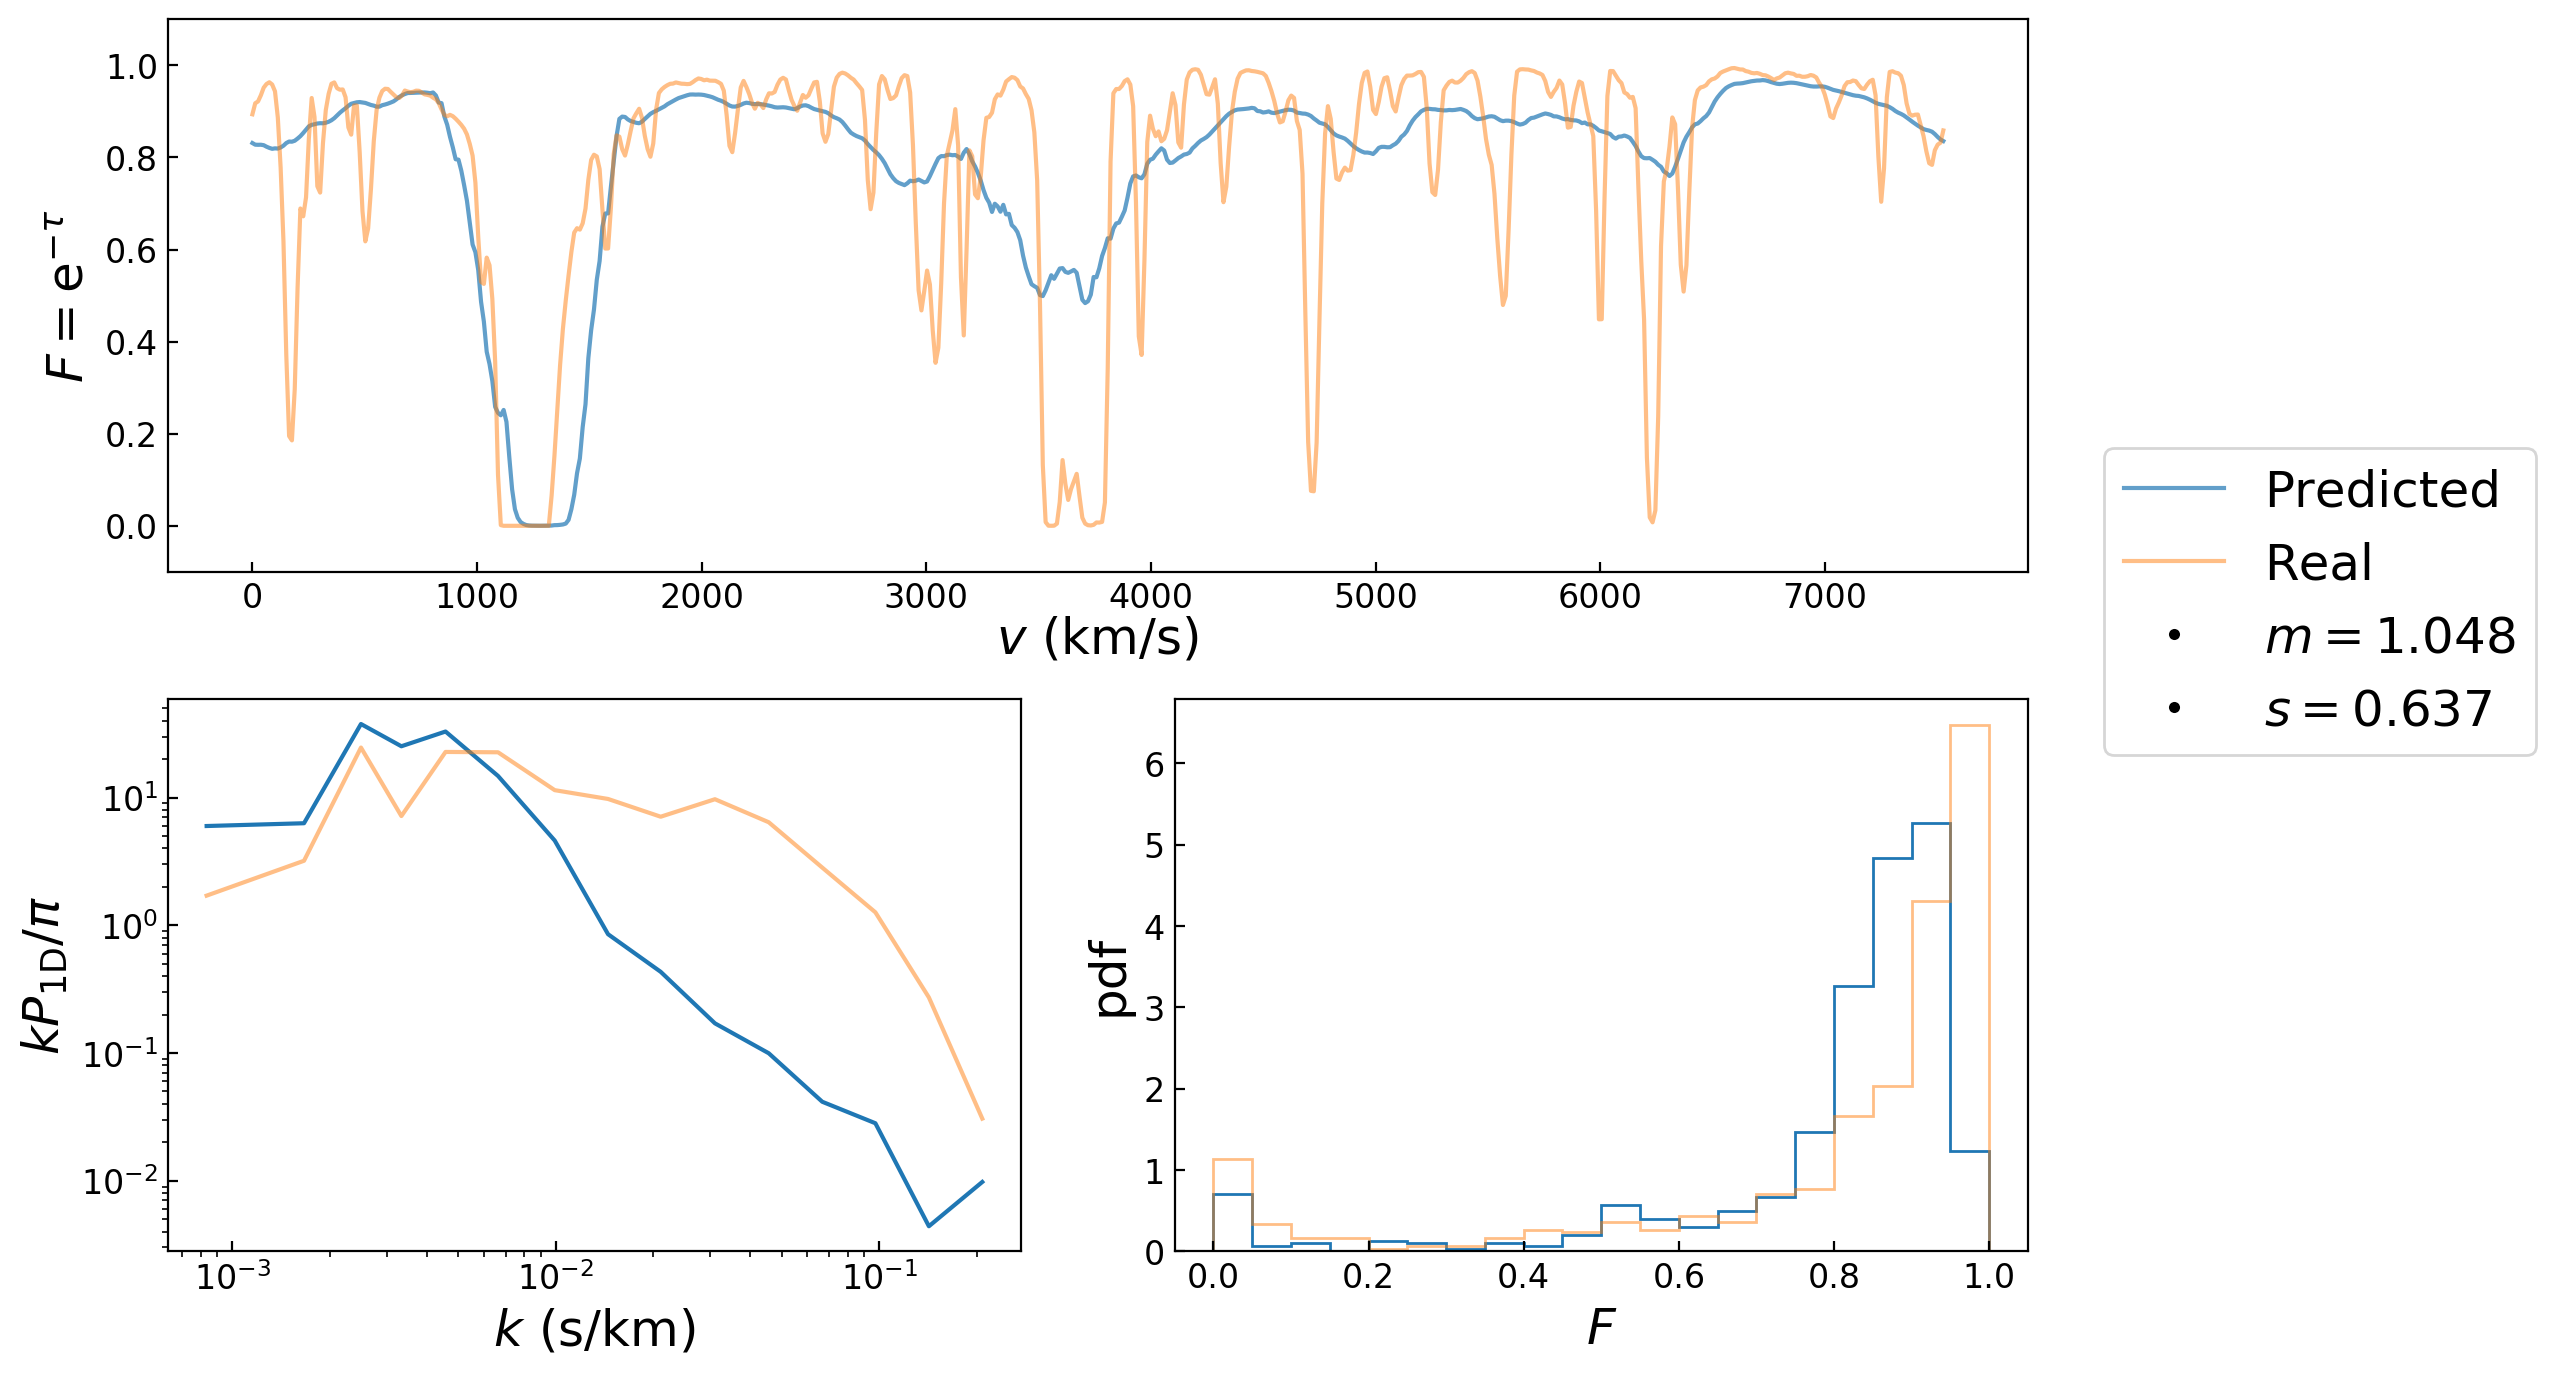 1.0
0.8
0.6
0.4
0.2
0.0
F = e^{-τ}
0 1000 2000 3000 4000 5000 6000 7000
v (km/s)
Predicted
Real
m = 1.048
s = 0.637
10^1
10^0
10^{-1}
10^{-2}
kP_{1D}/π
10^{-3} 10^{-2} 10^{-1}
k (s/km)
6
5
4
3
2
1
0
pdf
0.0 0.2 0.4 0.6 0.8 1.0
F